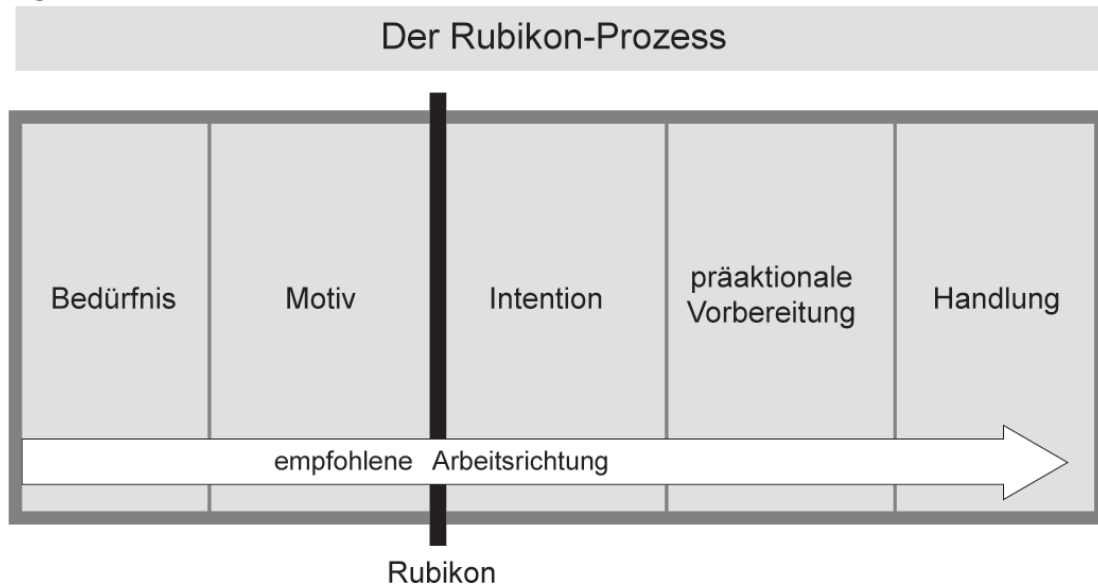 Der Rubikon-Prozess
Bedürfnis
Motiv
Intention
präaktionale
Vorbereitung
Handlung
empfohlene Arbeitsrichtung
Rubikon